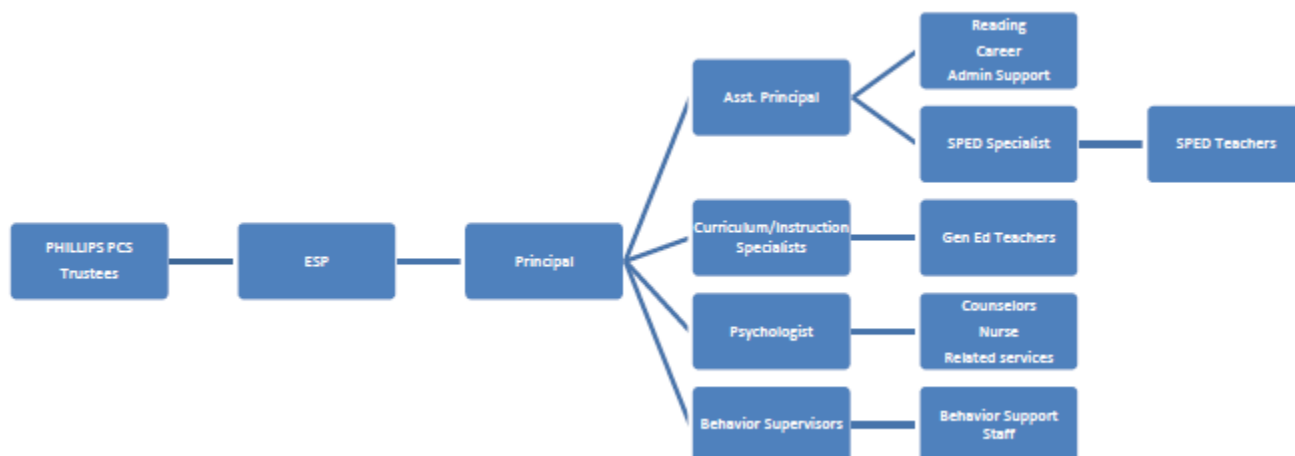 Reading
Career
Admin Support
Asst. Principal
SPED Specialist
SPED Teachers
Curriculum/Instruction
Specialists
Gen Ed Teachers
PHILLIPS PCS
Trustees
ESP
Principal
Psychologist
Counselors
Nurse
Related services
Behavior Supervisors
Behavior Support
Staff